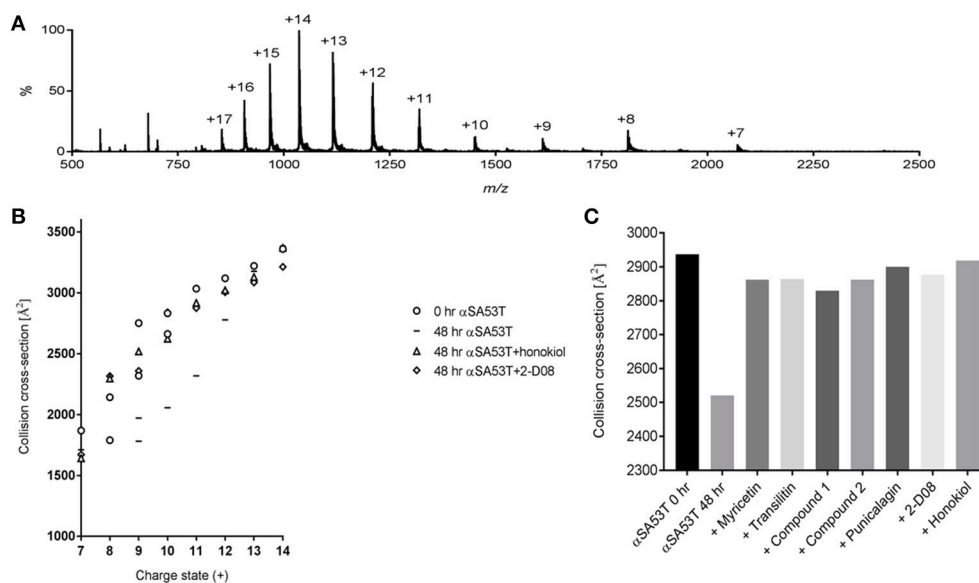 A
100
50
0
%
+17
+16
+15
+14
+13
+12
+11
+10
+9
+8
+7
500 750 1000 1250 1500 1750 2000 2250 2500
m/z
B
3500
3000
2500
2000
1500
1000
Collision cross-section [Å²]
7 8 9 10 11 12 13 14
Charge state (+)
0 hr αSA53T
48 hr αSA53T
48 hr αSA53T+honokiol
48 hr αSA53T+2-D08
C
3000
2900
2800
2700
2600
2500
2400
2300
Collision cross-section [Å²]
αSA53T 0 hr
αSA53T 48 hr
+ Myricetin
+ Transilitin
+ Compound 1
+ Compound 2
+ Punicalagin
+ 2-D08
+ Honokiol